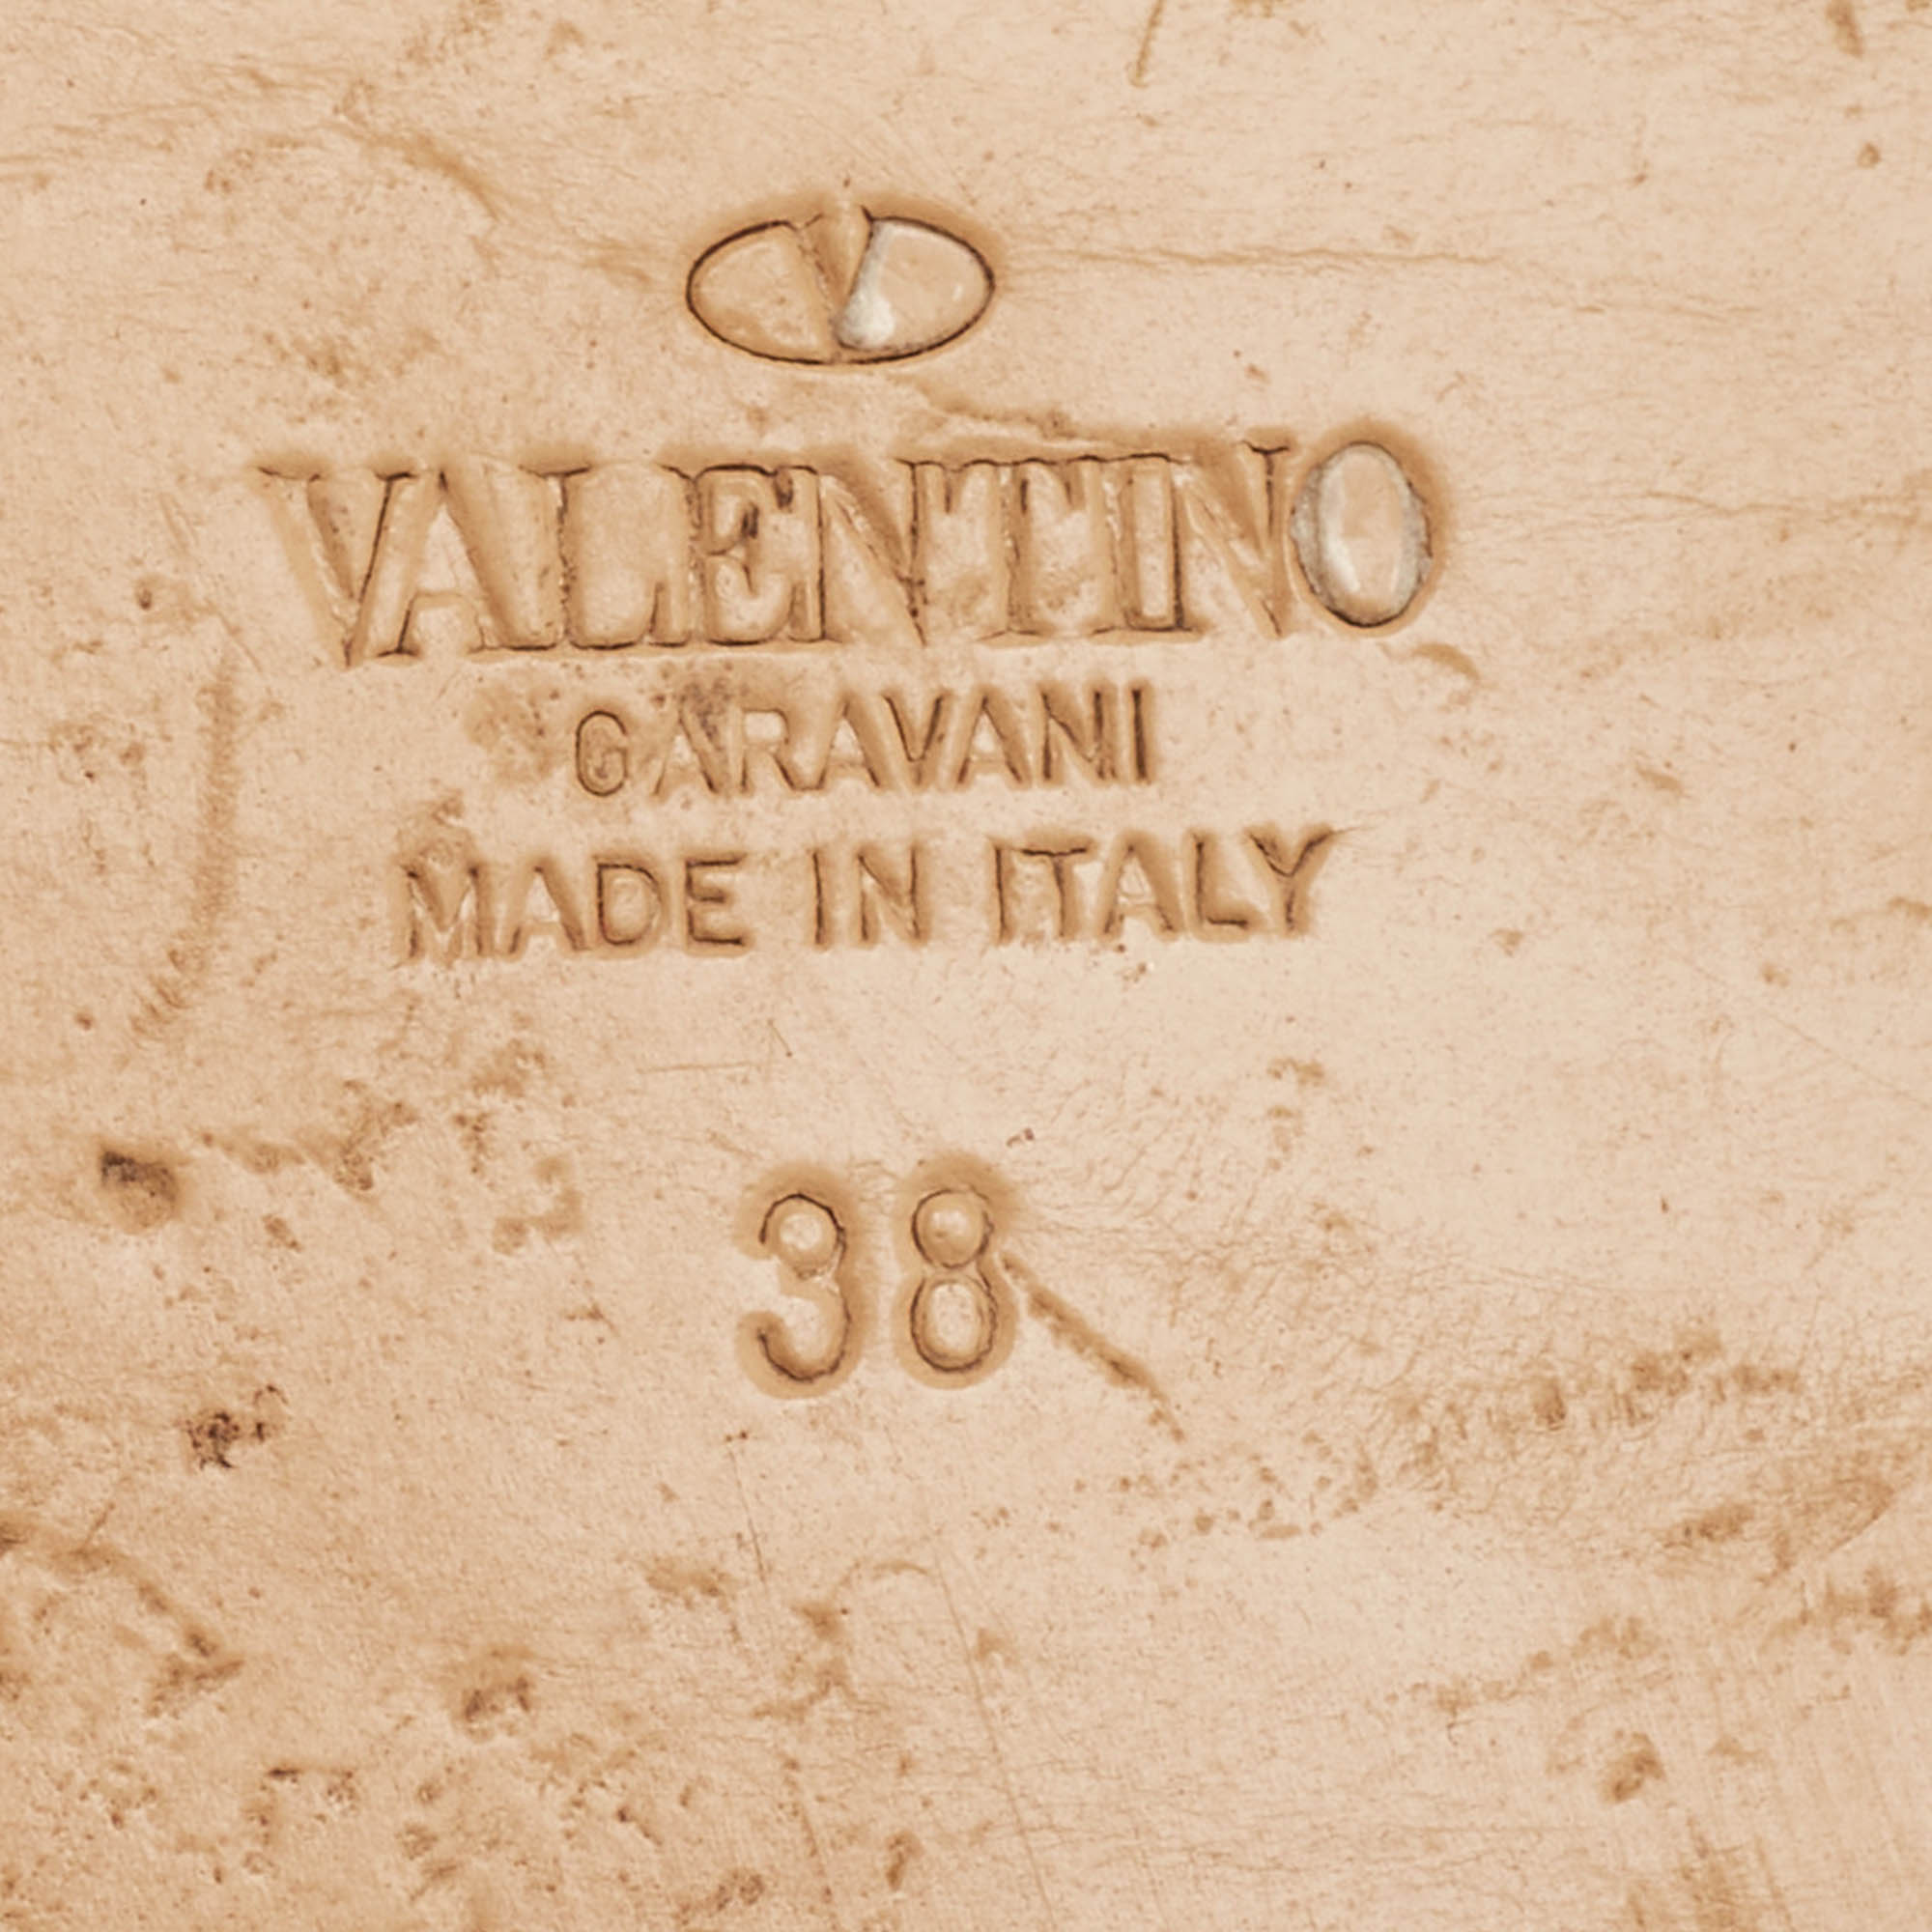 V
VALENTINO
GARAVANI
MADE IN ITALY
38